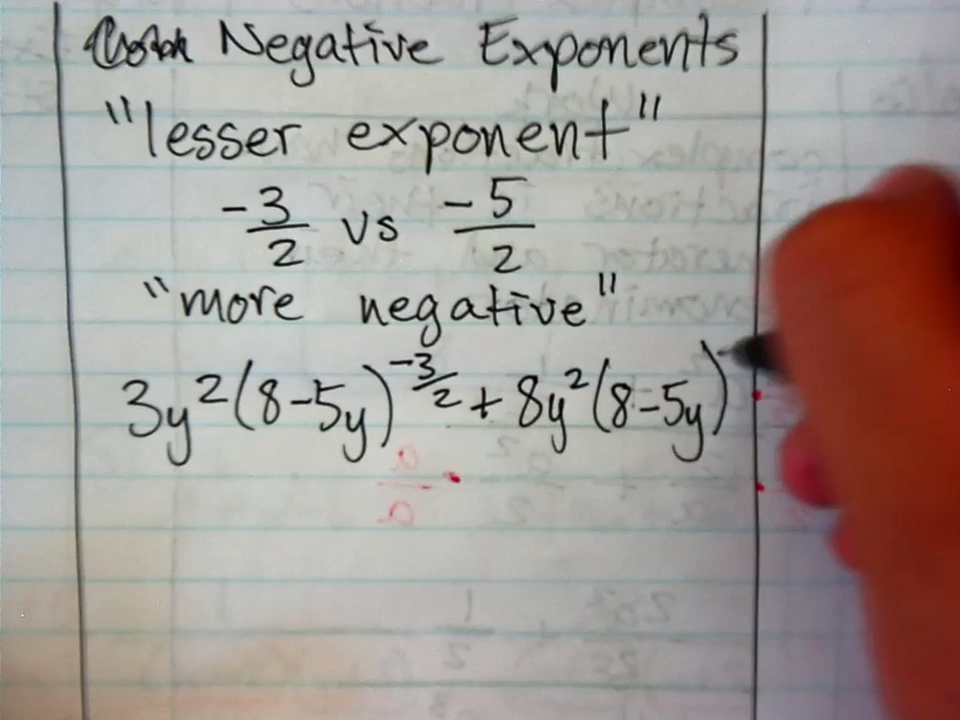 Negative Exponents
"lesser exponent"
-3/2 vs -5/2
"more negative"
3y²(8-5y)^(-3/2) + 8y²(8-5y)^-